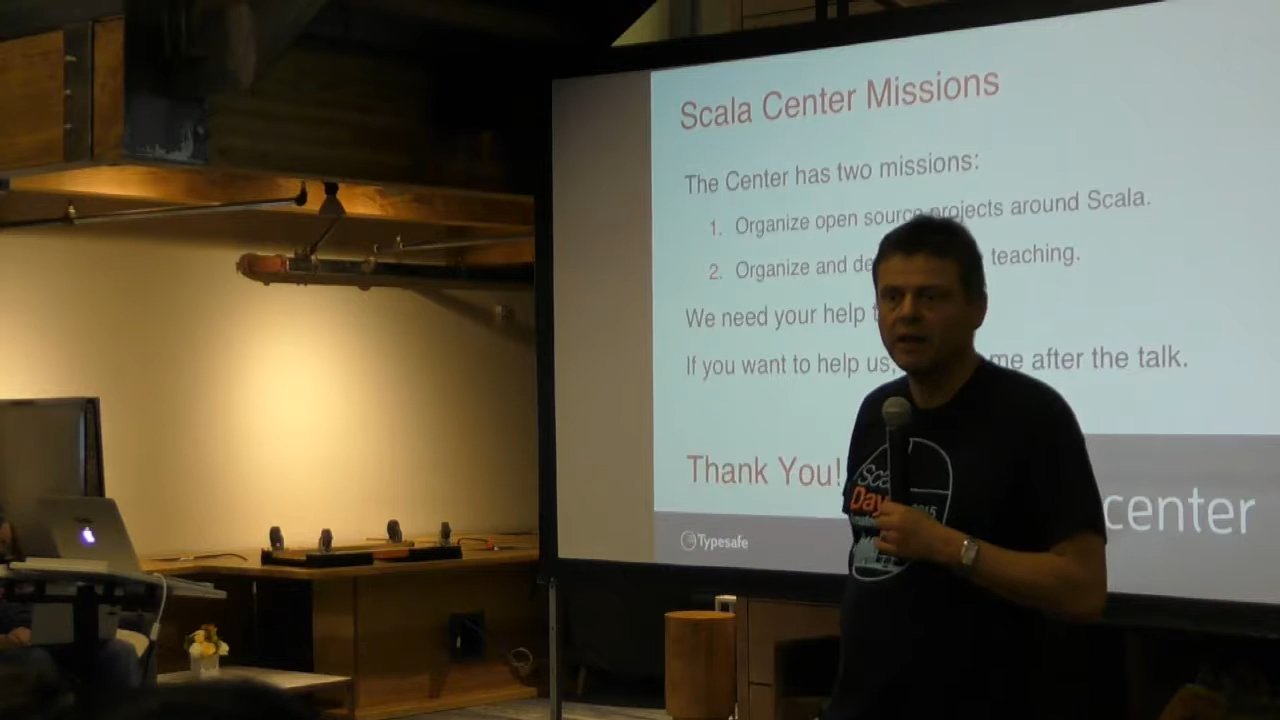 Scala Center Missions
The Center has two missions:
1. Organize open source projects around Scala.
2. Organize and de teaching.
We need your help
If you want to help us, me after the talk.
Thank You!
center
Typesafe
Day